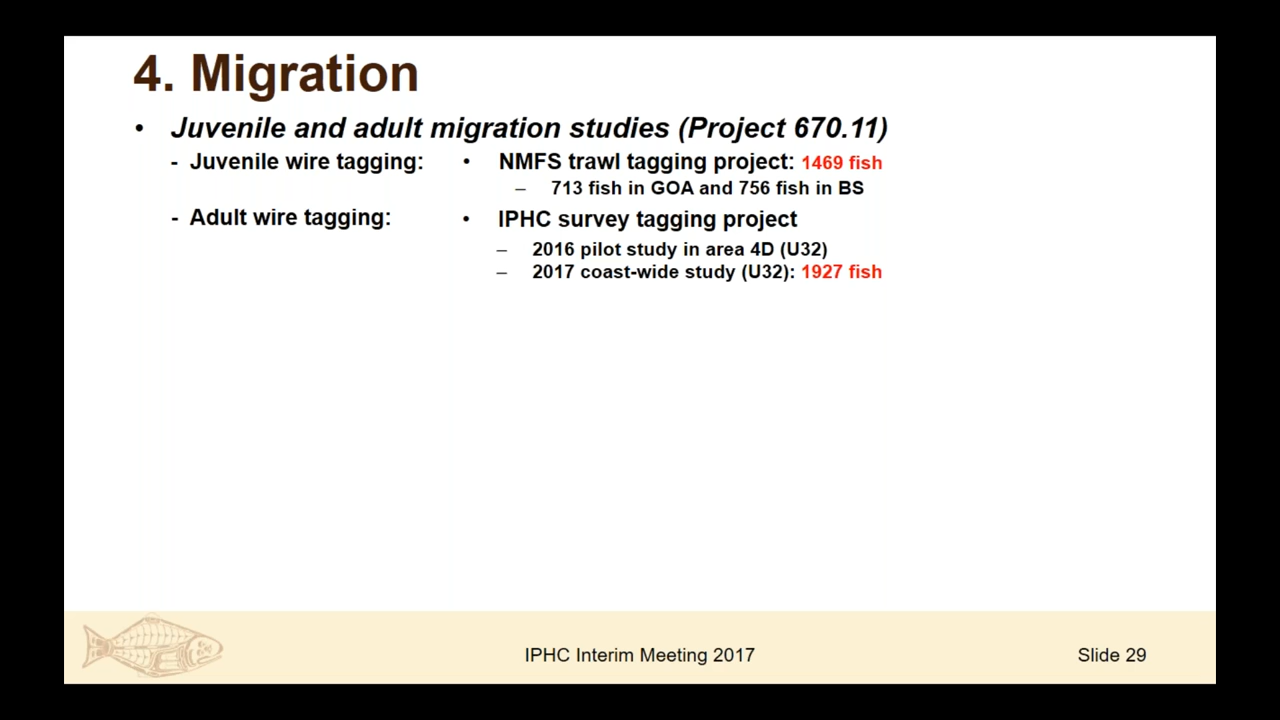 4. Migration
• Juvenile and adult migration studies (Project 670.11)
- Juvenile wire tagging: • NMFS trawl tagging project: 1469 fish
– 713 fish in GOA and 756 fish in BS
- Adult wire tagging: • IPHC survey tagging project
– 2016 pilot study in area 4D (U32)
– 2017 coast-wide study (U32): 1927 fish
IPHC Interim Meeting 2017 Slide 29